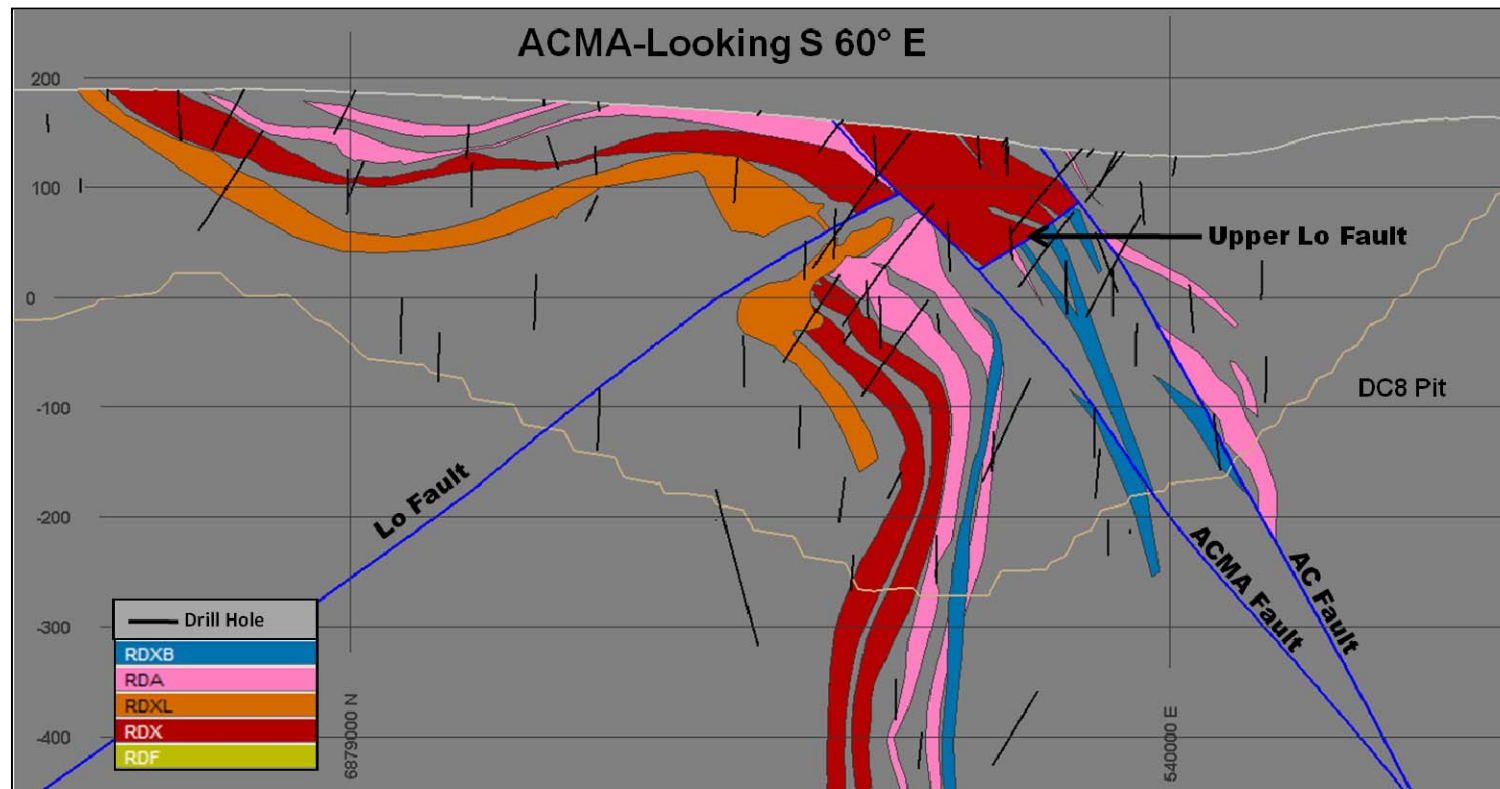 ACMA-Looking S 60° E
200
100
0
-100
-200
-300
-400
Upper Lo Fault
DC8 Pit
Lo Fault
ACMA Fault
AC Fault
Drill Hole
RDXB
RDA
RDXL
RDX
RDF
6879000 N
540000 E